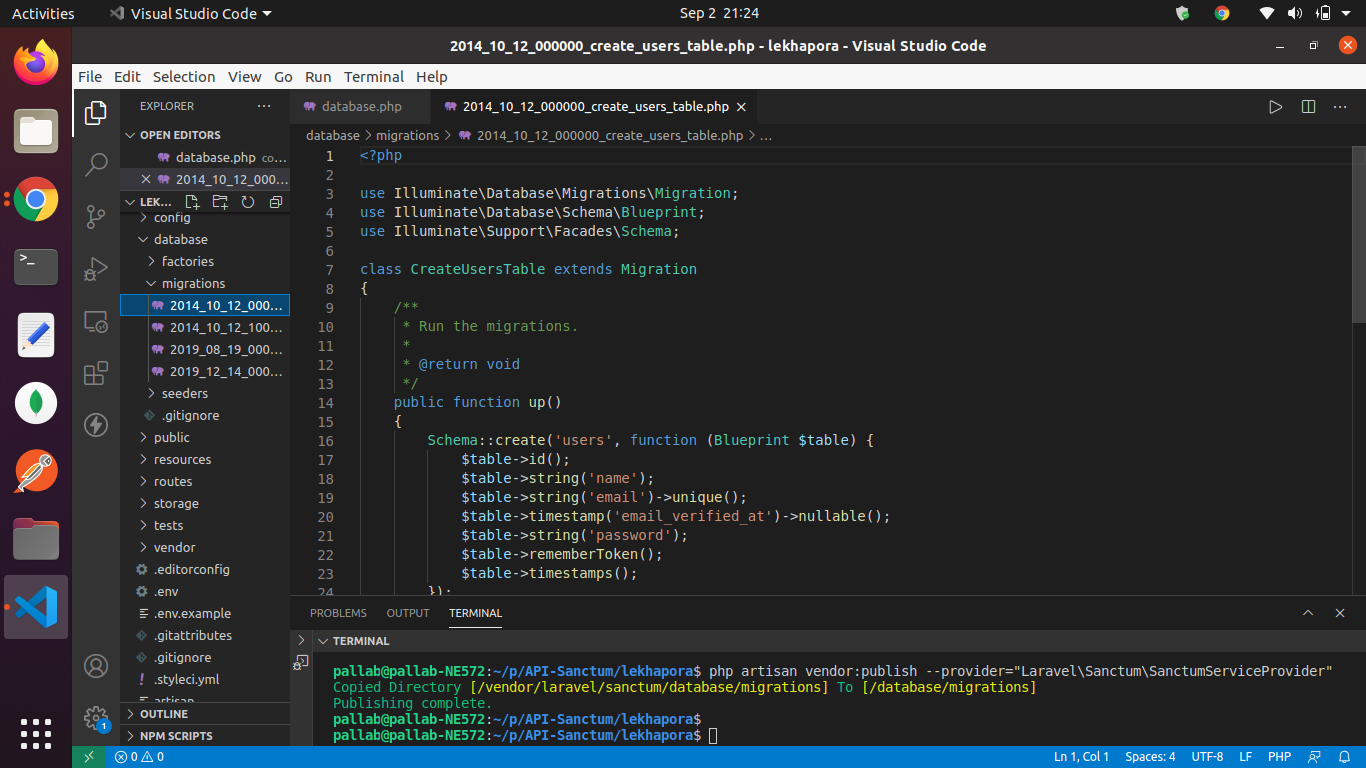 Activities Visual Studio Code Sep 2 21:24
2014_10_12_000000_create_users_table.php - lekhapora - Visual Studio Code
File Edit Selection View Go Run Terminal Help
EXPLORER
OPEN EDITORS
database.php co...
2014_10_12_000...
LEK...
config
database
factories
migrations
2014_10_12_000...
2014_10_12_100...
2019_08_19_000...
2019_12_14_000...
seeders
.gitignore
public
resources
routes
storage
tests
vendor
.editorconfig
.env
.env.example
.gitattributes
.gitignore
.styleci.yml
artisan
OUTLINE
NPM SCRIPTS
database.php 2014_10_12_000000_create_users_table.php
database > migrations > 2014_10_12_000000_create_users_table.php > ...
1 <?php
2
3 use Illuminate\Database\Migrations\Migration;
4 use Illuminate\Database\Schema\Blueprint;
5 use Illuminate\Support\Facades\Schema;
6
7 class CreateUsersTable extends Migration
8 {
9 /**
10 * Run the migrations.
11 *
12 * @return void
13 */
14 public function up()
15 {
16 Schema::create('users', function (Blueprint $table) {
17 $table->id();
18 $table->string('name');
19 $table->string('email')->unique();
20 $table->timestamp('email_verified_at')->nullable();
21 $table->string('password');
22 $table->rememberToken();
23 $table->timestamps();
24 });
PROBLEMS OUTPUT TERMINAL
TERMINAL
pallab@pallab-NE572:~/p/API-Sanctum/lekhapora$ php artisan vendor:publish --provider="Laravel\Sanctum\SanctumServiceProvider"
Copied Directory [/vendor/laravel/sanctum/database/migrations] To [/database/migrations]
Publishing complete.
pallab@pallab-NE572:~/p/API-Sanctum/lekhapora$
pallab@pallab-NE572:~/p/API-Sanctum/lekhapora$
1
0 0 Ln 1, Col 1 Spaces: 4 UTF-8 LF PHP